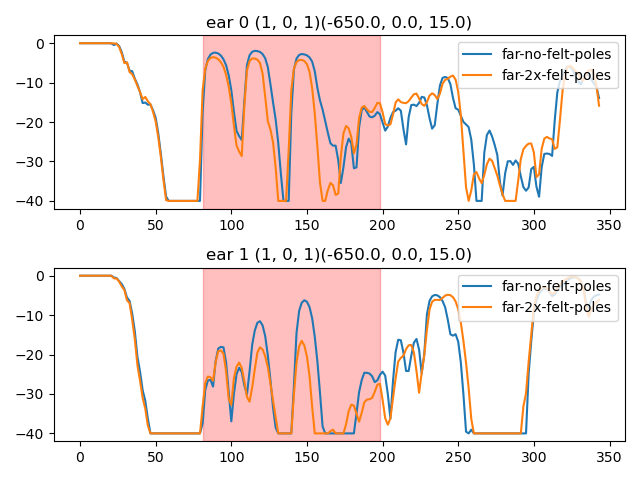 ear 0 (1, 0, 1)(-650.0, 0.0, 15.0)
0
−10
−20
−30
−40
far-no-felt-poles
far-2x-felt-poles
0 50 100 150 200 250 300 350
ear 1 (1, 0, 1)(-650.0, 0.0, 15.0)
0
−10
−20
−30
−40
far-no-felt-poles
far-2x-felt-poles
0 50 100 150 200 250 300 350